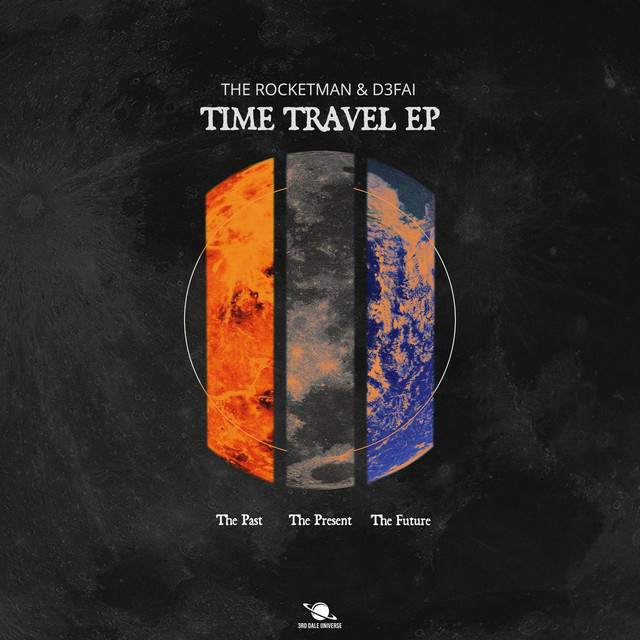 THE ROCKETMAN & D3FAI
TIME TRAVEL EP
The Past The Present The Future
3RD DALE UNIVERSE